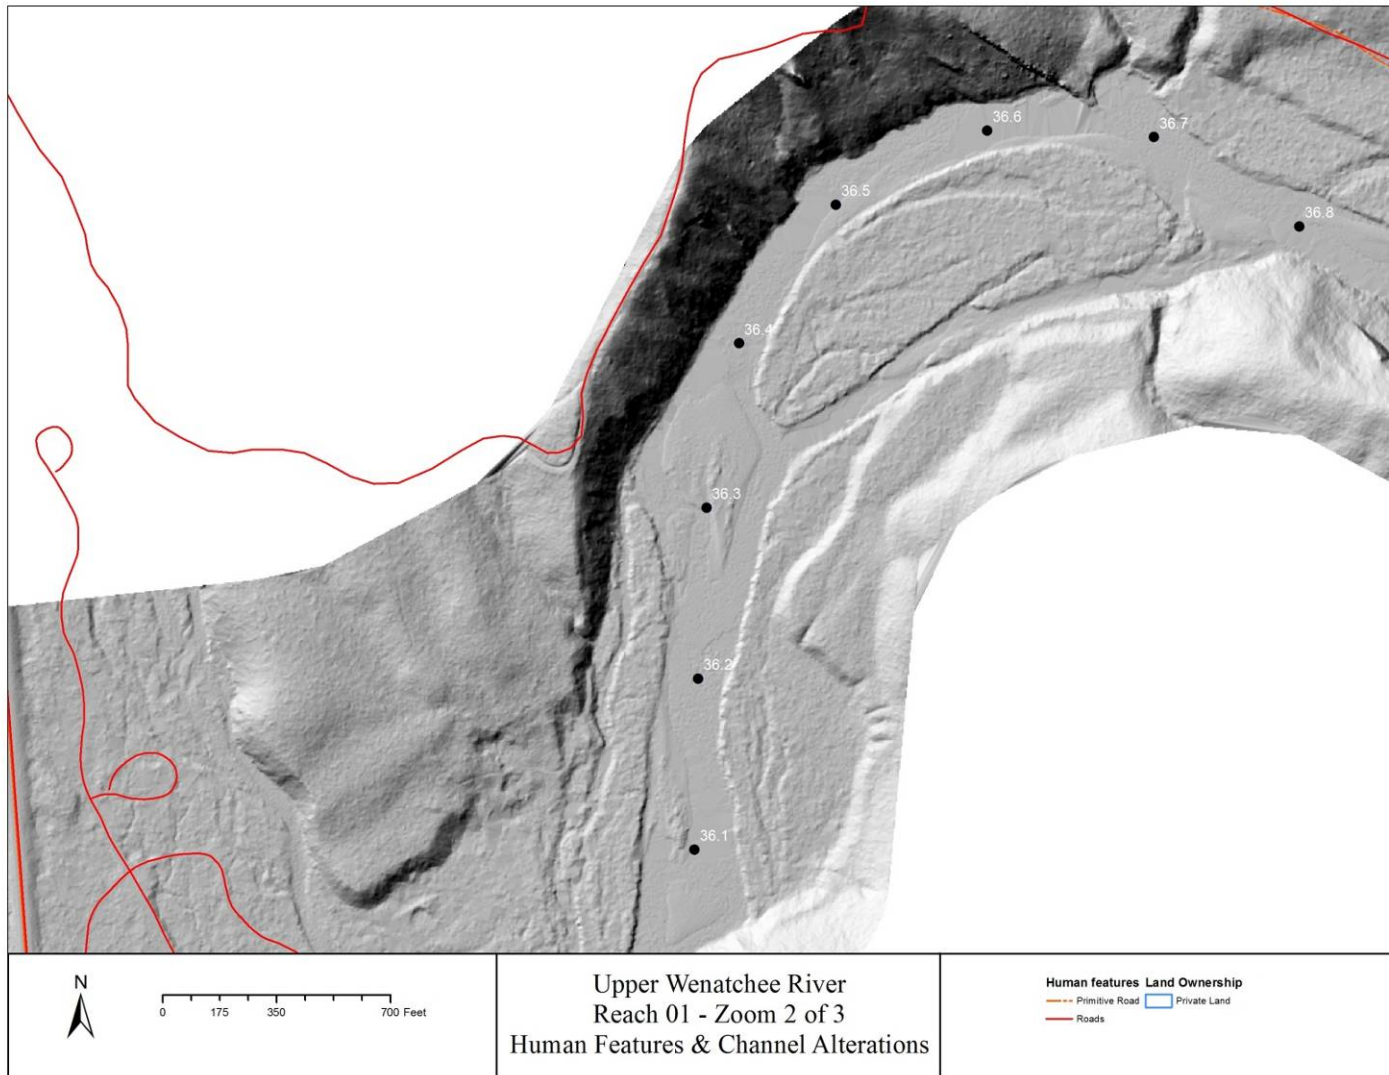 36.6
36.7
36.5
36.8
36.4
36.3
36.2
36.1
N
0 175 350 700 Feet
Upper Wenatchee River
Reach 01 - Zoom 2 of 3
Human Features & Channel Alterations
Human features Land Ownership
Primitive Road Private Land
Roads